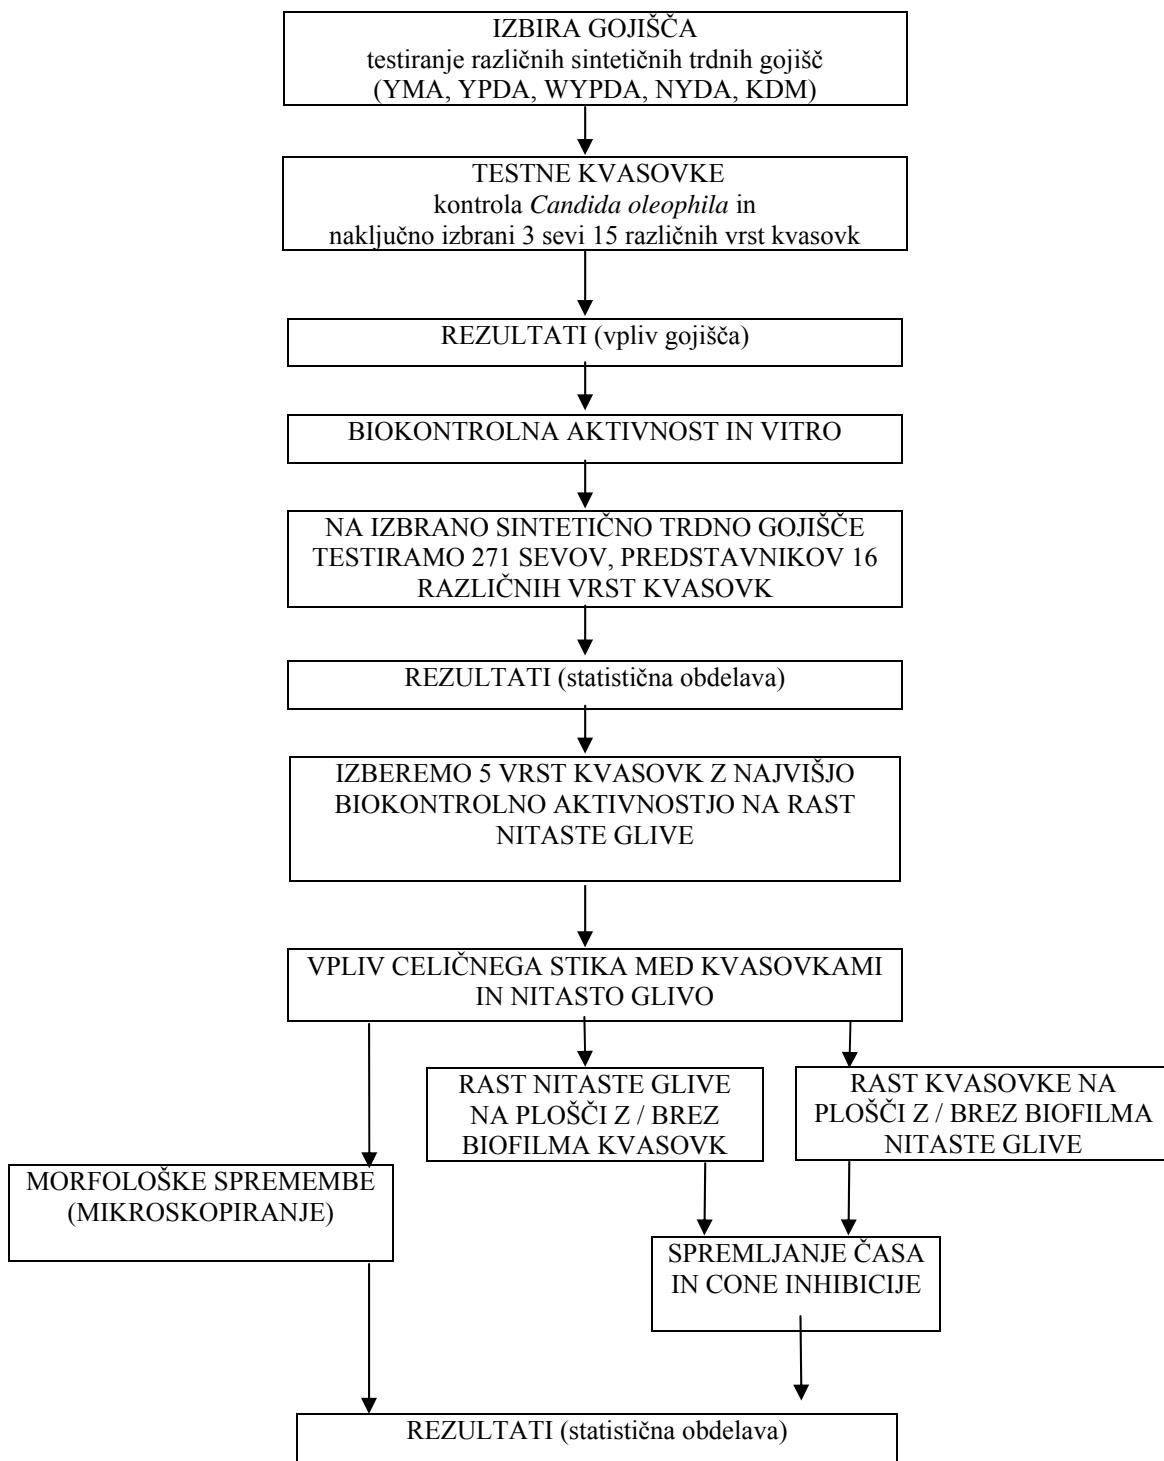 IZBIRA GOJIŠČA
testiranje različnih sintetičnih trdnih gojišč
(YMA, YPDA, WYPDA, NYDA, KDM)
TESTNE KVASOVKE
kontrola Candida oleophila in
naključno izbrani 3 sevi 15 različnih vrst kvasovk
REZULTATI (vpliv gojišča)
BIOKONTROLNA AKTIVNOST IN VITRO
NA IZBRANO SINTETIČNO TRDNO GOJIŠČE
TESTIRAMO 271 SEVOV, PREDSTAVNIKOV 16
RAZLIČNIH VRST KVASOVK
REZULTATI (statistična obdelava)
IZBEREMO 5 VRST KVASOVK Z NAJVIŠJO
BIOKONTROLNO AKTIVNOSTJO NA RAST
NITASTE GLIVE
VPLIV CELIČNEGA STIKA MED KVASOVKAMI
IN NITASTO GLIVO
RAST NITASTE GLIVE
NA PLOŠČI Z / BREZ
BIOFILMA KVASOVK
RAST KVASOVKE NA
PLOŠČI Z / BREZ BIOFILMA
NITASTE GLIVE
MORFOLOŠKE SPREMEMBE
(MIKROSKOPIRANJE)
SPREMLJANJE ČASA
IN CONE INHIBICIJE
REZULTATI (statistična obdelava)